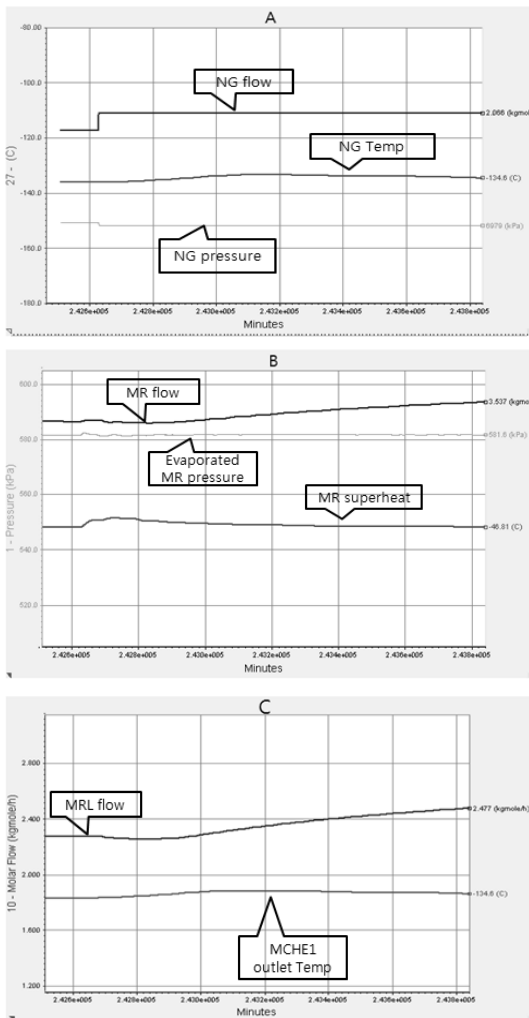 A
-80.00
NG flow
-100.0
2.066 (kgmol
-120.0
NG Temp
27 - (C)
-134.6 (C)
-140.0
-160.0
NG pressure
6979 (kPa)
-180.0
2.426e+005 2.428e+005 2.430e+005 2.432e+005 2.434e+005 2.436e+005 2.438e+005
Minutes
B
600.0
MR flow
3.537 (kgmo
580.0
581.6 (kPa)
Evaporated
MR pressure
1 - Pressure (kPa)
560.0
MR superheat
-46.81 (C)
540.0
520.0
2.426e+005 2.428e+005 2.430e+005 2.432e+005 2.434e+005 2.436e+005 2.438e+005
Minutes
C
2.800
MRL flow
2.477 (kgmole/h)
2.400
10 - Molar Flow (kgmole/h)
2.000
-134.6 (C)
1.600
MCHE1
outlet Temp
1.200
2.426e+005 2.428e+005 2.430e+005 2.432e+005 2.434e+005 2.436e+005 2.438e+005
Minutes